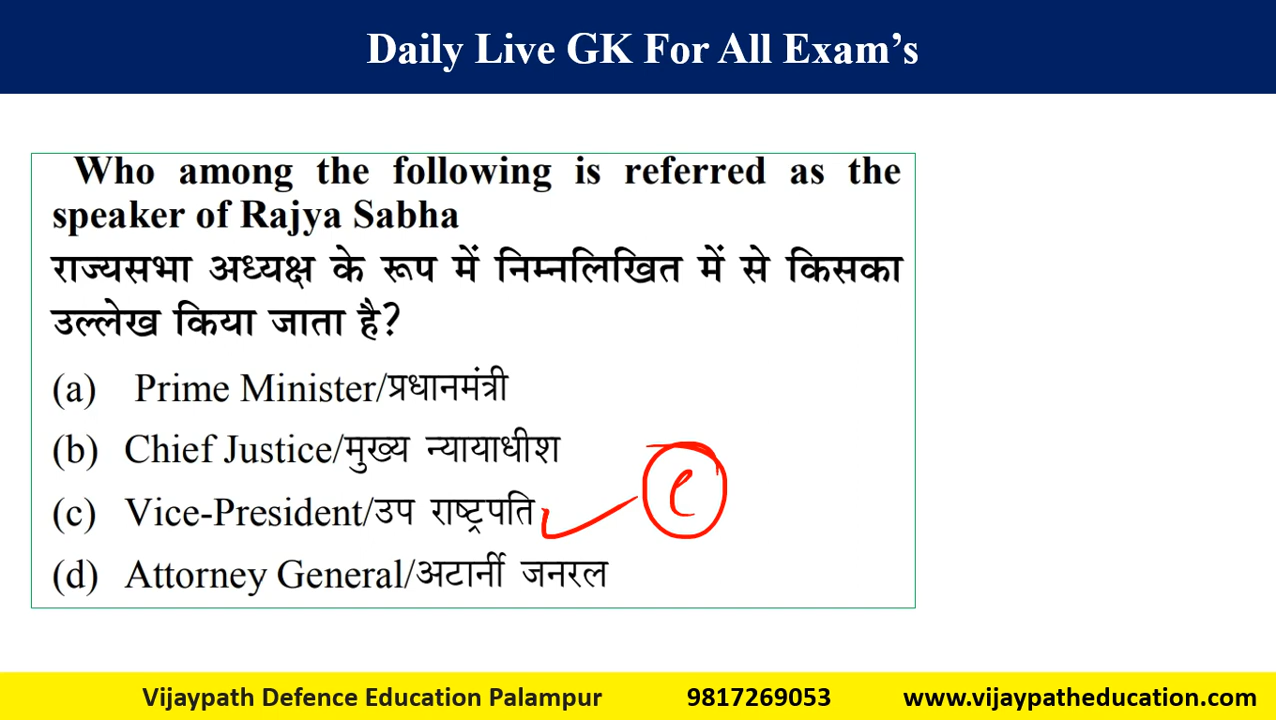 Daily Live GK For All Exam’s
Who among the following is referred as the
speaker of Rajya Sabha
राज्यसभा अध्यक्ष के रूप में निम्नलिखित में से किसका
उल्लेख किया जाता है?
(a) Prime Minister/प्रधानमंत्री
(b) Chief Justice/मुख्य न्यायाधीश
(c) Vice-President/उप राष्ट्रपति
(d) Attorney General/अटार्नी जनरल
Vijaypath Defence Education Palampur 9817269053 www.vijaypatheducation.com